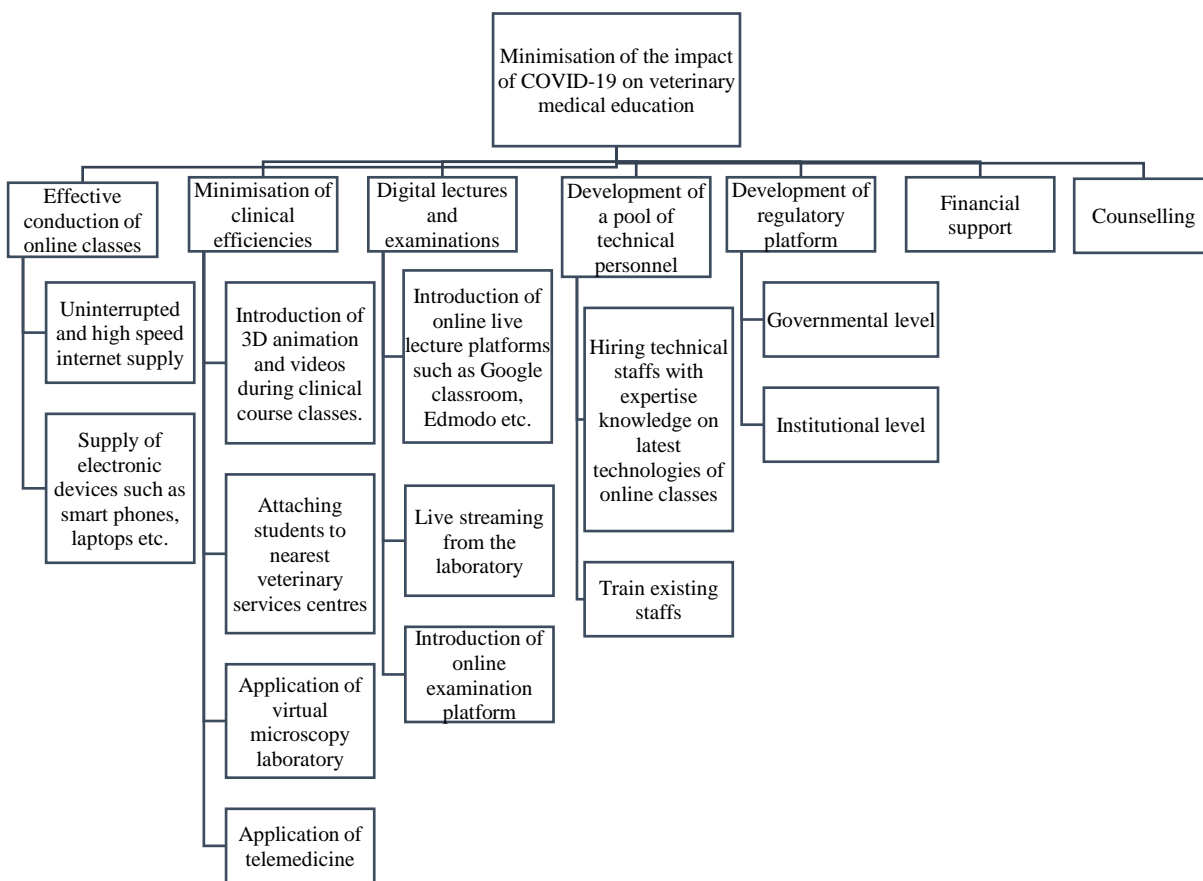 Minimisation of the impact
of COVID-19 on veterinary
medical education
Effective
conduction of
online classes
Uninterrupted
and high speed
internet supply
Supply of
electronic
devices such as
smart phones,
laptops etc.
Minimisation of
clinical
efficiencies
Introduction of
3D animation
and videos
during clinical
course classes.
Attaching
students to
nearest
veterinary
services centres
Application of
virtual
microscopy
laboratory
Application of
telemedicine
Digital lectures
and
examinations
Introduction of
online live
lecture platforms
such as Google
classroom,
Edmodo etc.
Live streaming
from the
laboratory
Introduction of
online
examination
platform
Development of
a pool of
technical
personnel
Hiring technical
staffs with
expertise
knowledge on
latest
technologies of
online classes
Train existing
staffs
Development of
regulatory
platform
Governmental level
Institutional level
Financial
support
Counselling